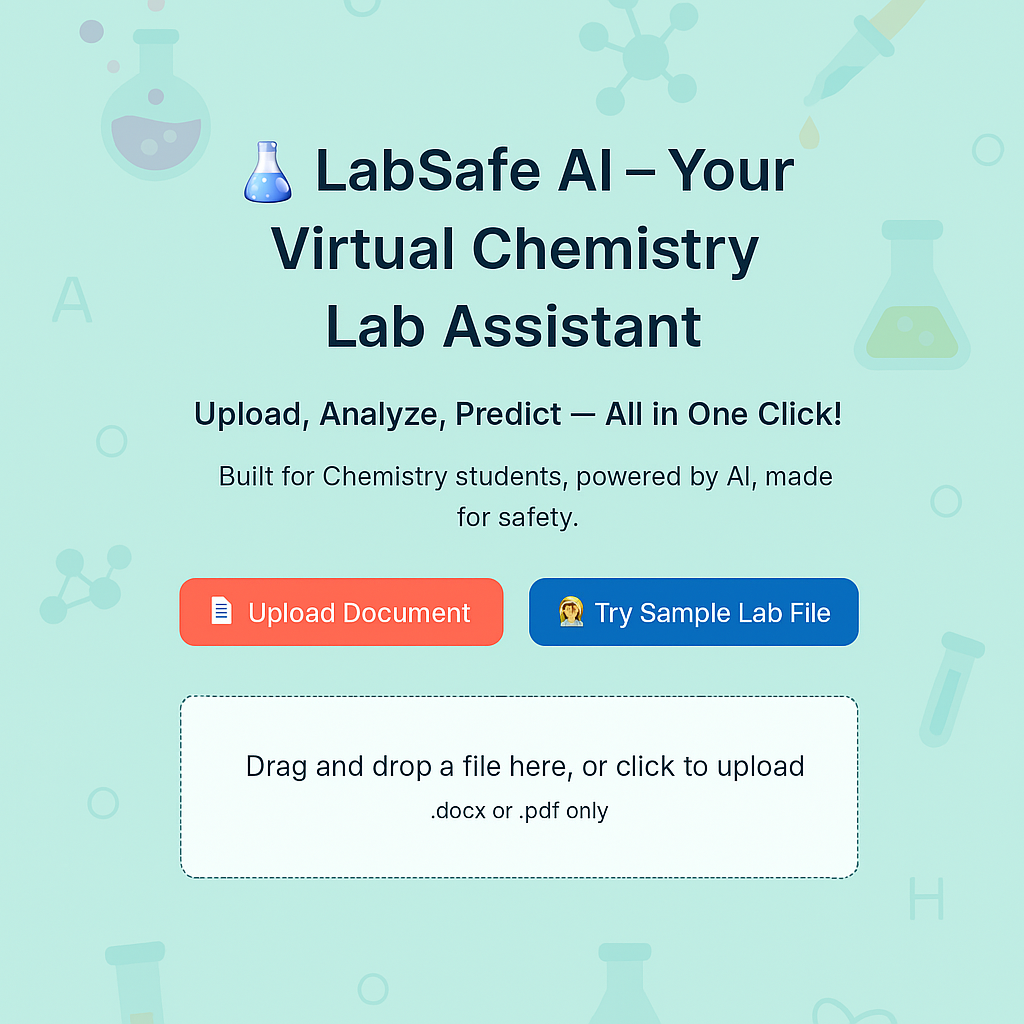 LabSafe AI – Your
Virtual Chemistry
Lab Assistant
Upload, Analyze, Predict — All in One Click!
Built for Chemistry students, powered by AI, made
for safety.
Upload Document
Try Sample Lab File
Drag and drop a file here, or click to upload
.docx or .pdf only
A
H